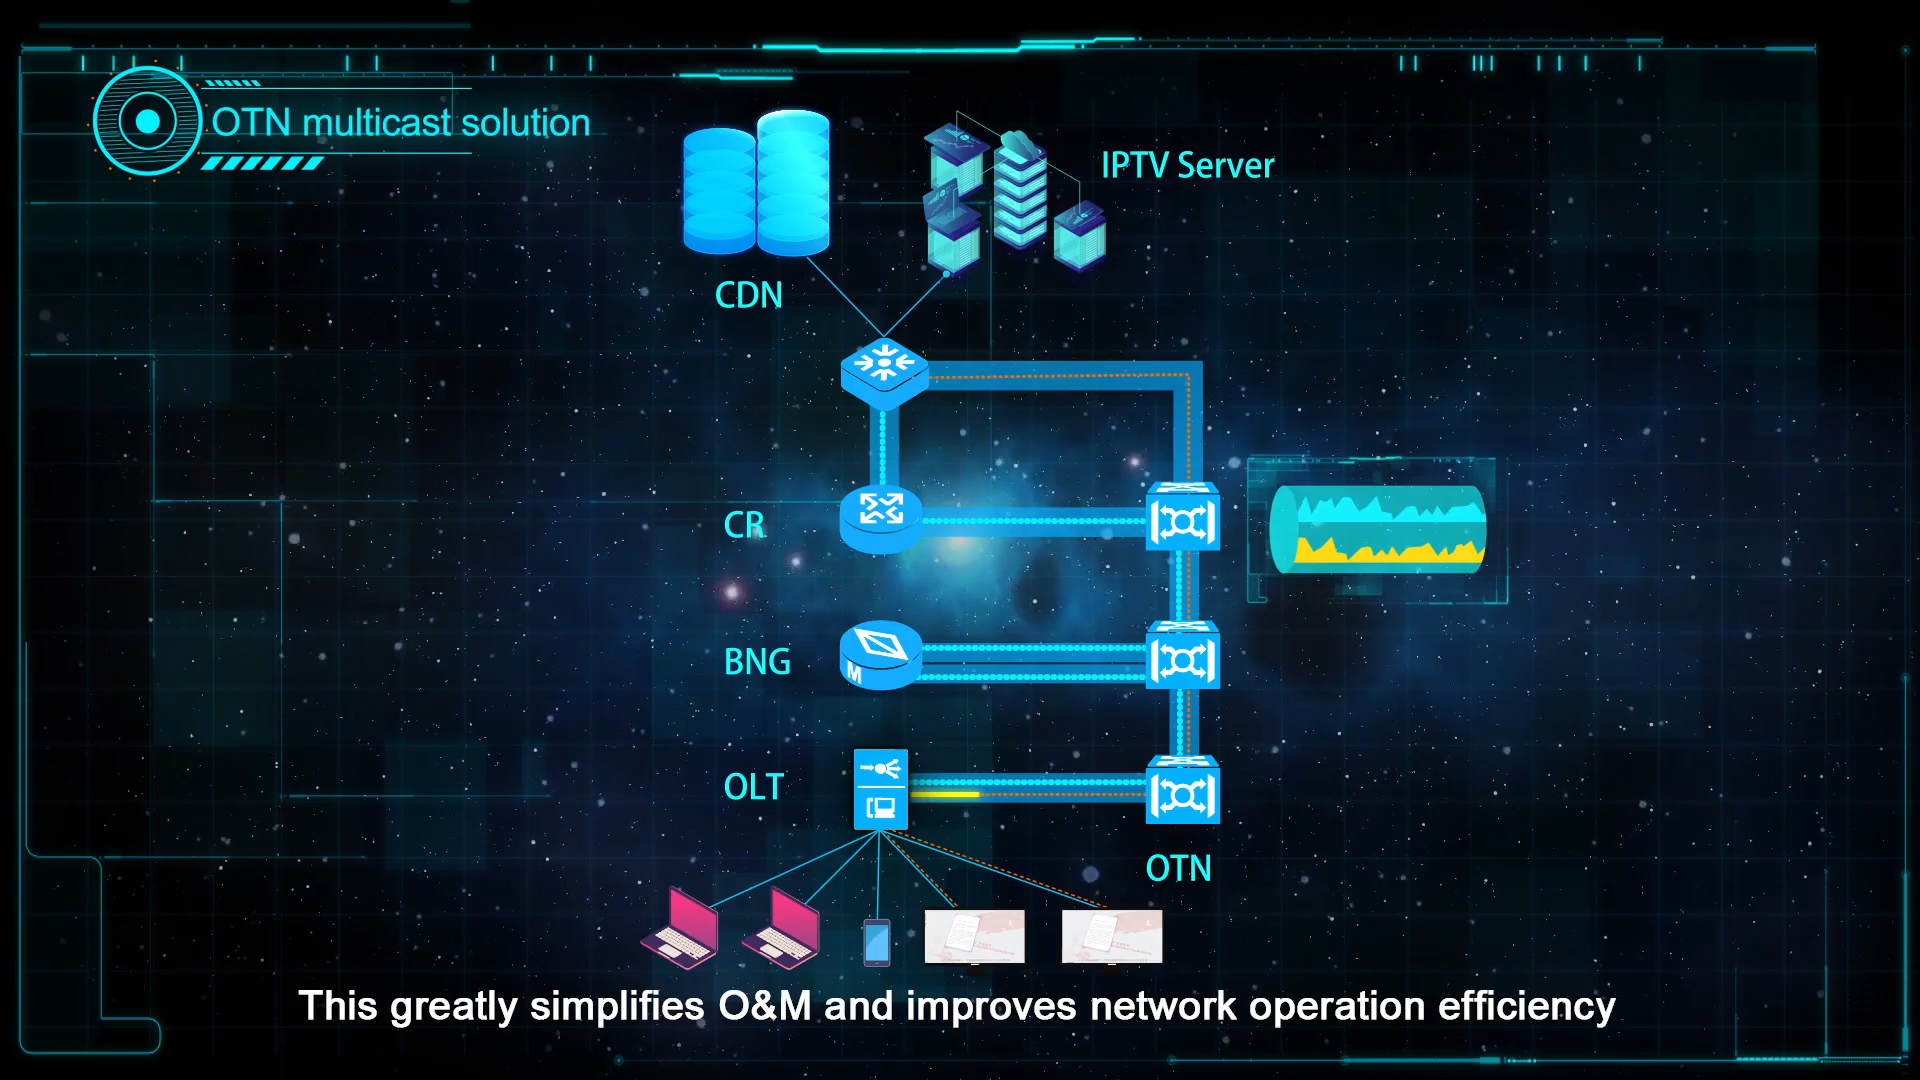 OTN multicast solution
IPTV Server
CDN
CR
BNG
M
OLT
OTN
This greatly simplifies O&M and improves network operation efficiency